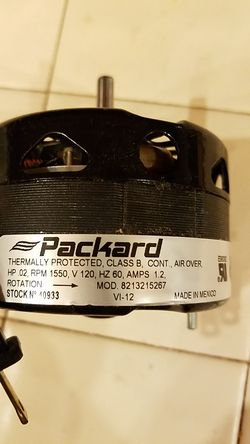 Packard
THERMALLY PROTECTED, CLASS B, CONT., AIR OVER,
HP .02, RPM 1550, V 120, HZ 60, AMPS 1.2,
ROTATION → MOD. 8213215267
STOCK Nº 40933 VI-12 MADE IN MEXICO